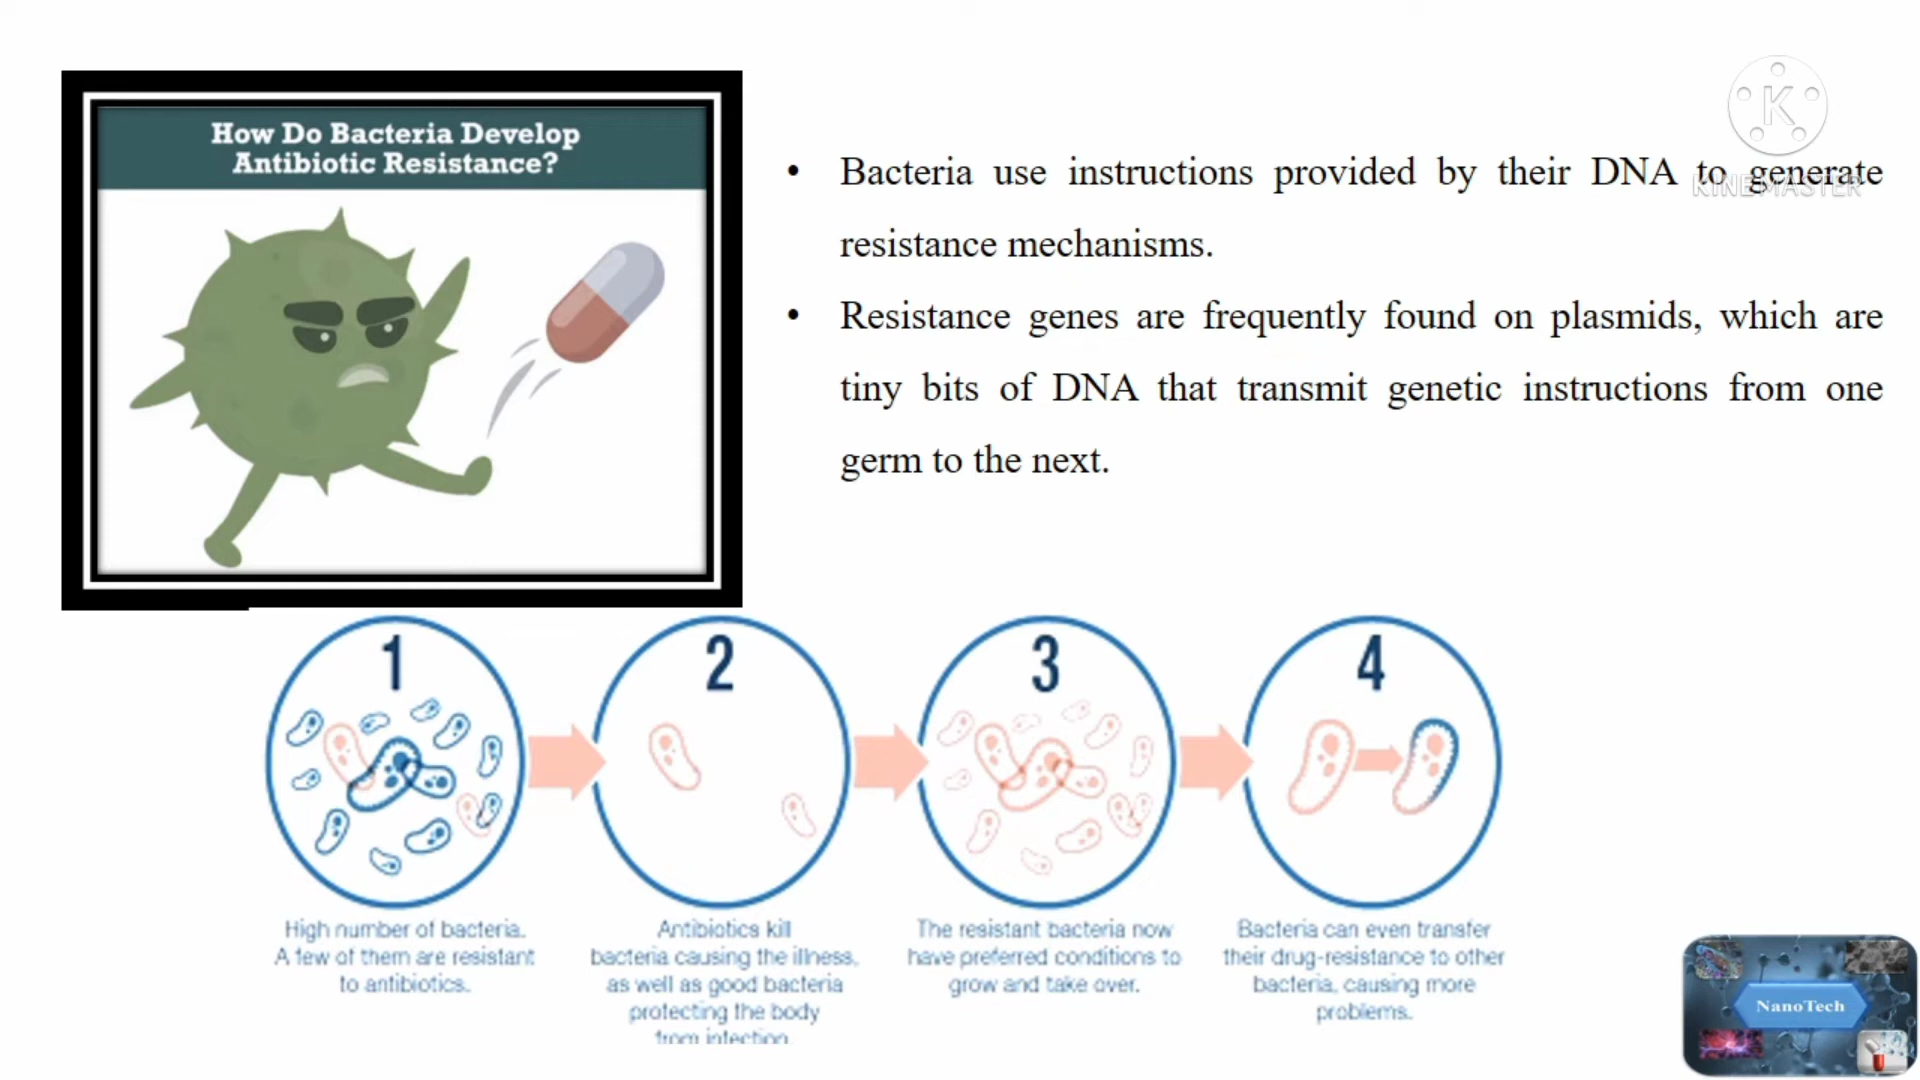 How Do Bacteria Develop
Antibiotic Resistance?
K
KINEMASTER
• Bacteria use instructions provided by their DNA to generate
resistance mechanisms.
• Resistance genes are frequently found on plasmids, which are
tiny bits of DNA that transmit genetic instructions from one
germ to the next.
1
High number of bacteria.
A few of them are resistant
to antibiotics.
2
Antibiotics kill
bacteria causing the illness,
as well as good bacteria
protecting the body
from infection.
3
The resistant bacteria now
have preferred conditions to
grow and take over.
4
Bacteria can even transfer
their drug-resistance to other
bacteria, causing more
problems.
NanoTech